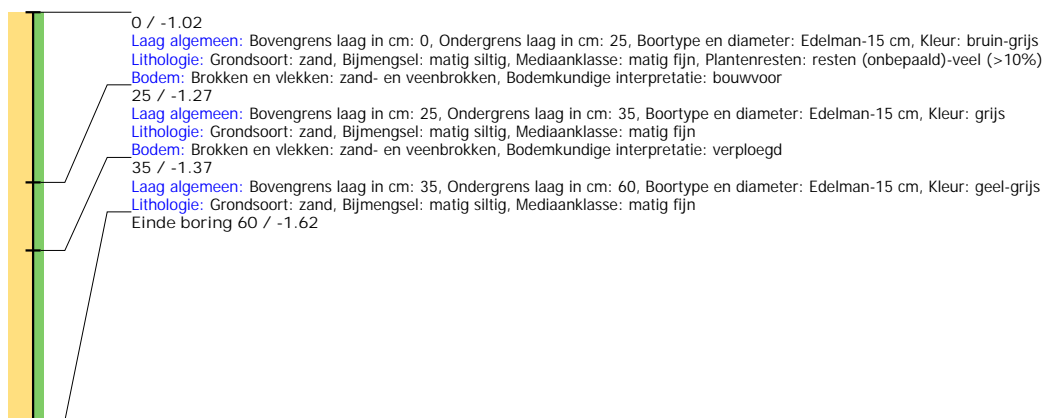 0 / -1.02
Laag algemeen: Bovengrens laag in cm: 0, Ondergrens laag in cm: 25, Boortype en diameter: Edelman-15 cm, Kleur: bruin-grijs
Lithologie: Grondsoort: zand, Bijmengsel: matig siltig, Mediaanklasse: matig fijn, Plantenresten: resten (onbepaald)-veel (>10%)
Bodem: Brokken en vlekken: zand- en veenbrokken, Bodemkundige interpretatie: bouwvoor
25 / -1.27
Laag algemeen: Bovengrens laag in cm: 25, Ondergrens laag in cm: 35, Boortype en diameter: Edelman-15 cm, Kleur: grijs
Lithologie: Grondsoort: zand, Bijmengsel: matig siltig, Mediaanklasse: matig fijn
Bodem: Brokken en vlekken: zand- en veenbrokken, Bodemkundige interpretatie: verploegd
35 / -1.37
Laag algemeen: Bovengrens laag in cm: 35, Ondergrens laag in cm: 60, Boortype en diameter: Edelman-15 cm, Kleur: geel-grijs
Lithologie: Grondsoort: zand, Bijmengsel: matig siltig, Mediaanklasse: matig fijn
Einde boring 60 / -1.62